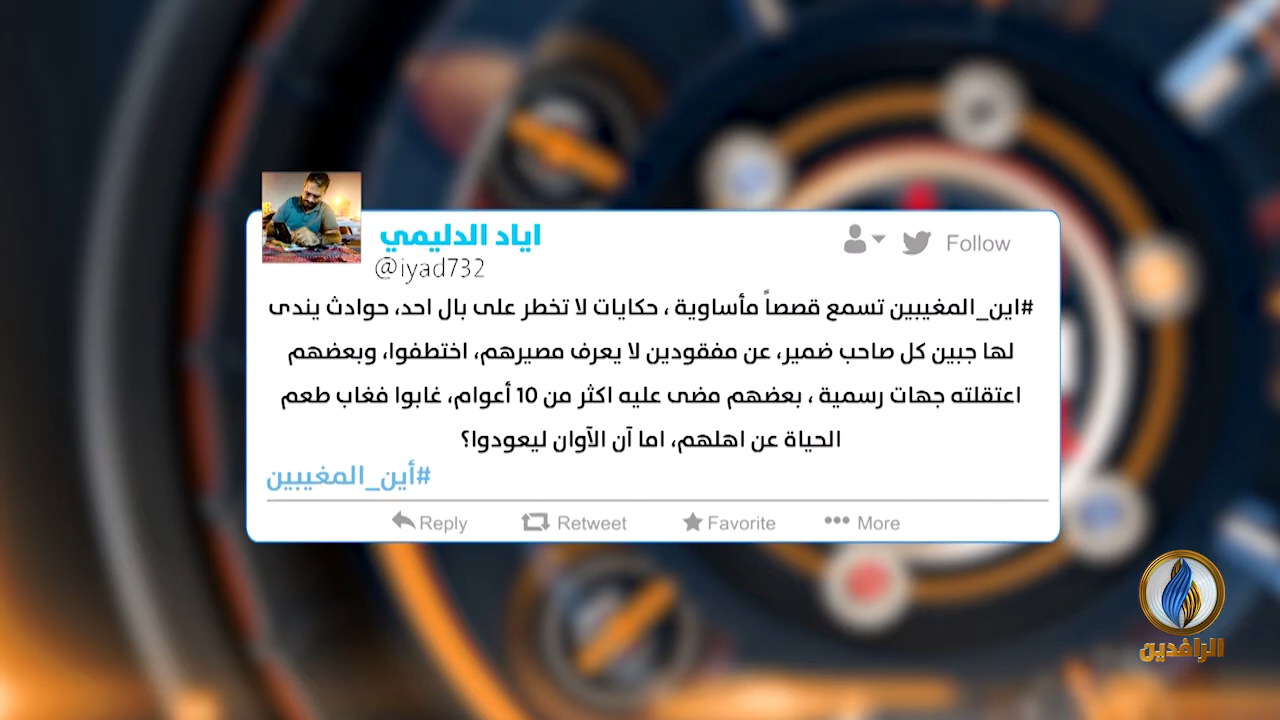 اياد الدليمي
@iyad732
Follow
#اين_المغيبين تسمع قصصاً مأساوية ، حكايات لا تخطر على بال احد، حوادث يندى
لها جبين كل صاحب ضمير، عن مفقودين لا يعرف مصيرهم، اختطفوا، وبعضهم
اعتقلته جهات رسمية ، بعضهم مضى عليه اكثر من 10 أعوام، غابوا فغاب طعم
الحياة عن اهلهم، اما آن الآوان ليعودوا؟
#أين_المغيبين
Reply Retweet Favorite More
الرافدين